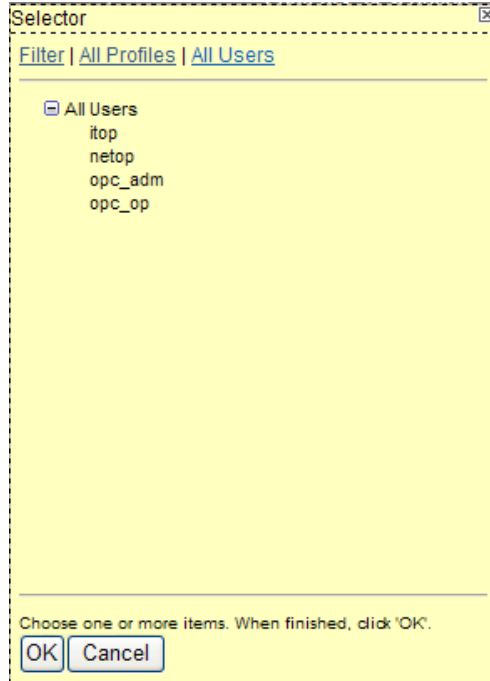 Selector
Filter | All Profiles | All Users
All Users
itop
netop
opc_adm
opc_op
Choose one or more items. When finished, click 'OK'.
OK Cancel